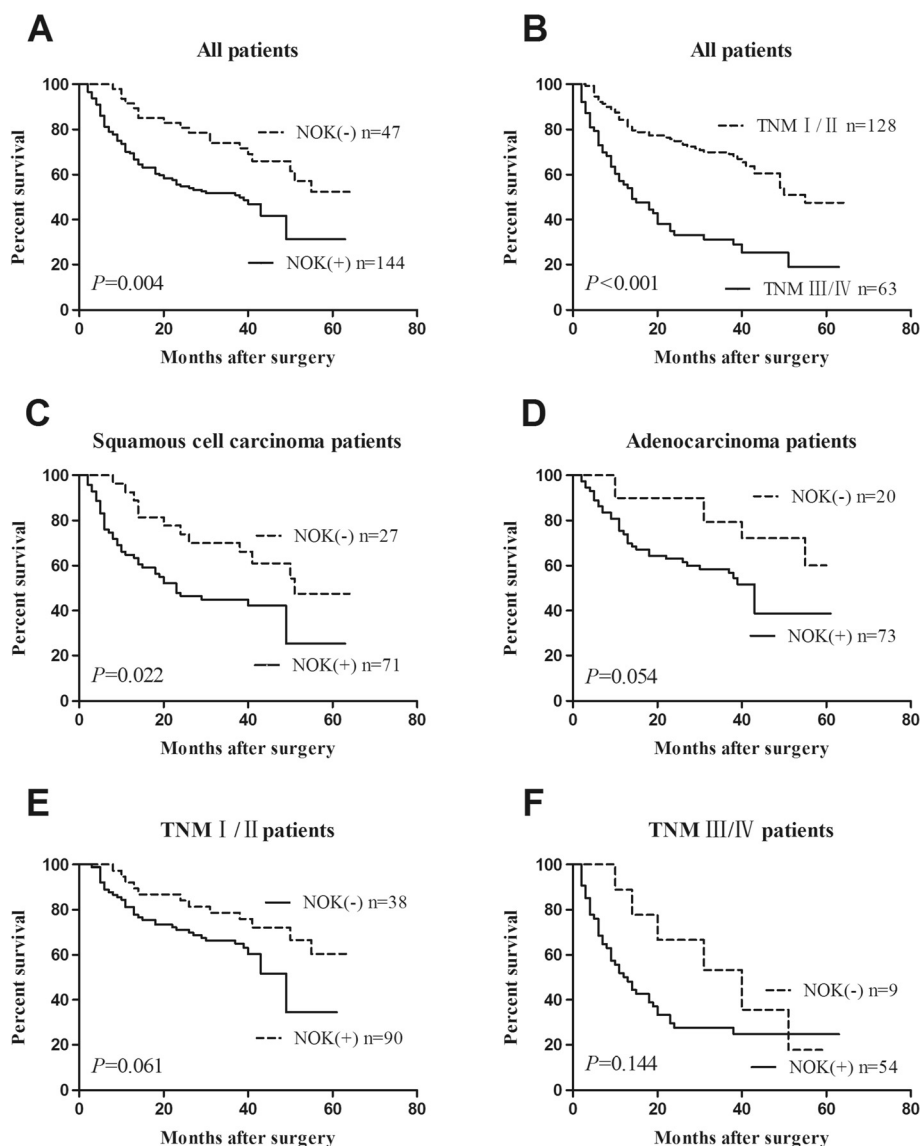 A
All patients
Percent survival
100
80
60
40
20
0
NOK(-) n=47
NOK(+) n=144
P=0.004
0 20 40 60 80
Months after surgery
B
All patients
Percent survival
100
80
60
40
20
0
TNM Ⅰ/Ⅱ n=128
TNM Ⅲ/Ⅳ n=63
P<0.001
0 20 40 60 80
Months after surgery
C
Squamous cell carcinoma patients
Percent survival
100
80
60
40
20
0
NOK(-) n=27
NOK(+) n=71
P=0.022
0 20 40 60 80
Months after surgery
D
Adenocarcinoma patients
Percent survival
100
80
60
40
20
0
NOK(-) n=20
NOK(+) n=73
P=0.054
0 20 40 60 80
Months after surgery
E
TNM Ⅰ/Ⅱ patients
Percent survival
100
80
60
40
20
0
NOK(-) n=38
NOK(+) n=90
P=0.061
0 20 40 60 80
Months after surgery
F
TNM Ⅲ/Ⅳ patients
Percent survival
100
80
60
40
20
0
NOK(-) n=9
NOK(+) n=54
P=0.144
0 20 40 60 80
Months after surgery